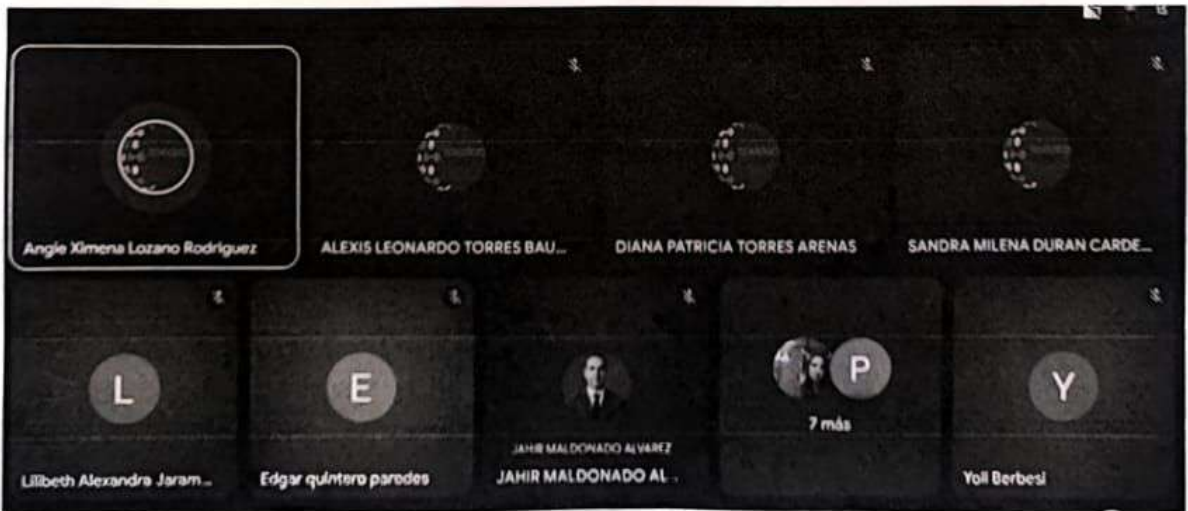 Angie Ximena Lozano Rodriguez
ALEXIS LEONARDO TORRES BAU...
DIANA PATRICIA TORRES ARENAS
SANDRA MILENA DURAN CARDE...
L
E
JAHIR MALDONADO ALVAREZ
P
7 más
Y
Lilibeth Alexandra Jaram...
Edgar quintero paredes
JAHIR MALDONADO AL...
Yoli Berbesi